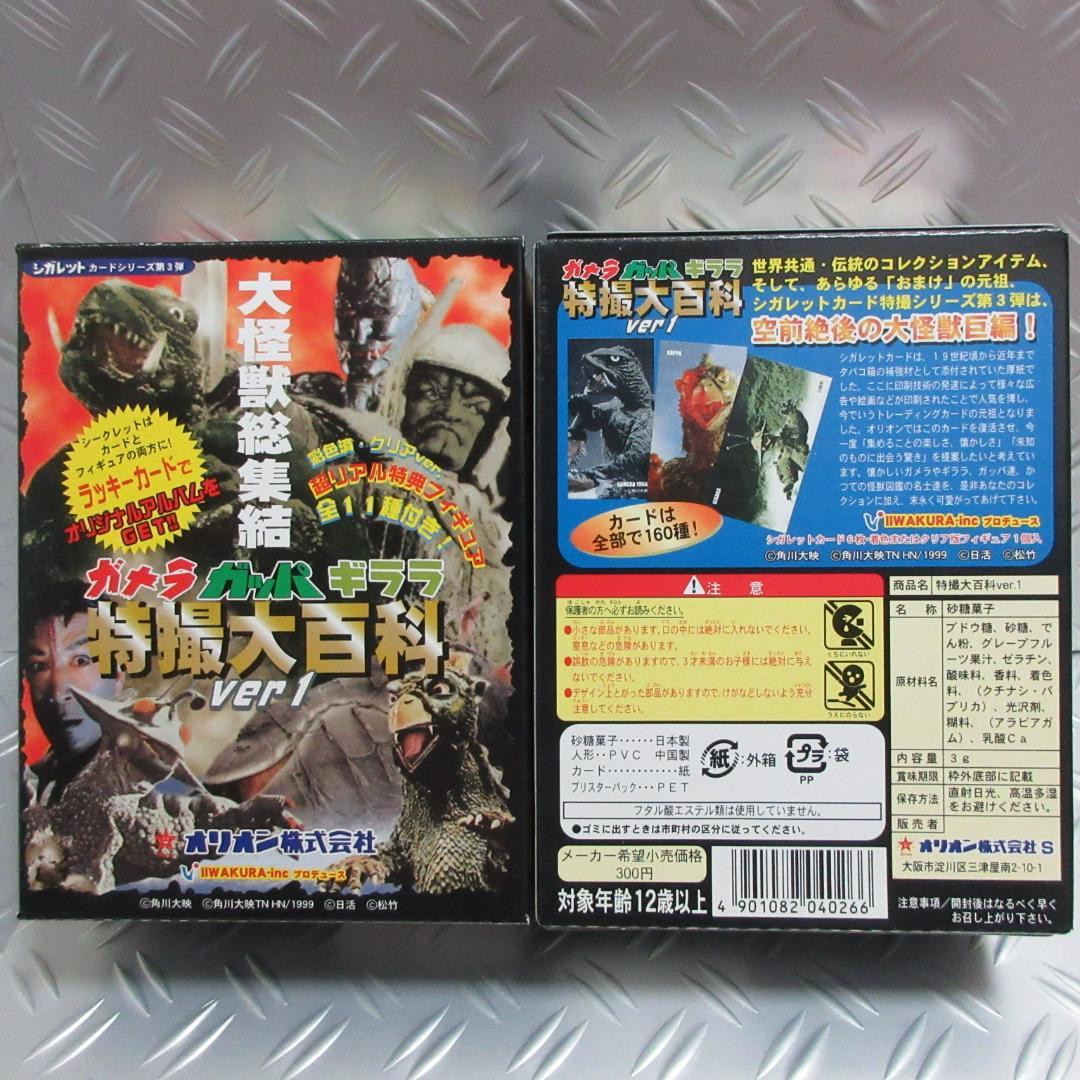 シガレットカードシリーズ第3弾
大怪獣総集結
シークレットは
カードと
フィギュアの両方に!
ラッキーカードで
オリジナルアルバムを
GET!!
彩色済・クリアver.
超リアル特典フィギュア
全11種付き!
ガメラ ガッパ ギララ
特撮大百科
ver1
オリオン株式会社
IIWAKURA-inc プロデュース
©角川大映 ©角川大映TN HN/1999 ©日活 ©松竹
ガメラ ガッパ ギララ
特撮大百科
ver1
世界共通・伝統のコレクションアイテム、
そして、あらゆる「おまけ」の元祖、
シガレットカード特撮シリーズ第3弾は、
空前絶後の大怪獣巨編!
シガレットカードは、19世紀頃から近年まで
タバコ箱の補強材として添付されていた厚紙で
した。ここに印刷技術の発達によって様々な広
告や絵画などが印刷されたことで人気を博し、
今でいうトレーディングカードの元祖となりま
した。オリオンではこのカードを復活させ、今一
度「集めることの楽しさ、懐かしさ」「未知
のものに出会う驚き」を提案したいと考えてい
ます。懐かしいガメラやギララ、ガッパ達、か
つての怪獣図鑑の名士達を、是非あなたのコレ
クションに加え、末永く可愛がってあげて下さい。
GAMERA 1966
GAPPA
カードは
全部で160種!
IIWAKURA-inc プロデュース
シガレットカード6枚・着色またはクリア版フィギュア1個入
©角川大映 ©角川大映TN HN/1999 ©日活 ©松竹
注 意
保護者の方へ必ずお読みください。
●小さな部品があります。口の中には絶対に入れないでください。
窒息などの危険があります。
●誤飲の危険がありますので、3才未満のお子様には絶対に与え
ないでください。
●デザイン上とがった部品がありますので、けがなどしないよう充分
注意してください。
くちにいれない
うえにのらない
砂糖菓子······日本製
人形··PVC 中国製
カード············紙
ブリスターパック···PET
紙:外箱
プラ:袋
PP
フタル酸エステル類は使用していません。
●ゴミに出すときは市町村の区分に従ってください。
メーカー希望小売価格
300円
対象年齢12歳以上
4 901082 040266
商品名 特撮大百科ver.1
名 称 砂糖菓子
原材料名 ブドウ糖、砂糖、で
ん粉、グレープフル
ーツ果汁、ゼラチン、
酸味料、香料、着色
料、(クチナシ・パ
プリカ)、光沢剤、
糊料、(アラビアガ
ム)、乳酸Ca
内容量 3g
賞味期限 枠外底部に記載
保存方法 直射日光、高温多湿
をお避けください。
販売者
オリオン株式会社 S
大阪市淀川区三津屋南2-10-1
注意事項/開封後はなるべく早く
お召し上がり下さい。